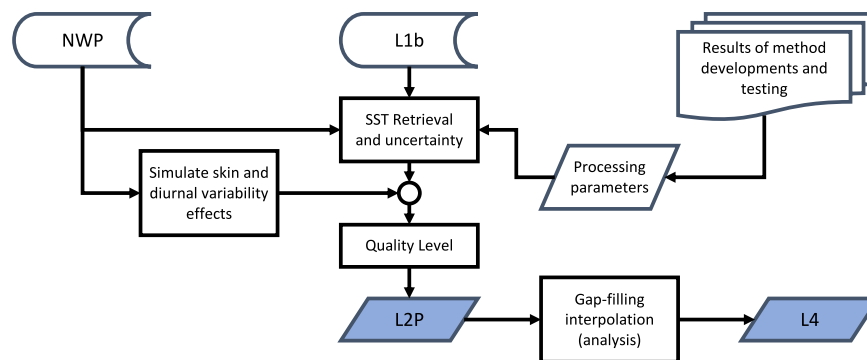 NWP
L1b
Results of method
developments and
testing
SST Retrieval
and uncertainty
Processing
parameters
Simulate skin and
diurnal variability
effects
Quality Level
L2P
Gap-filling
interpolation
(analysis)
L4